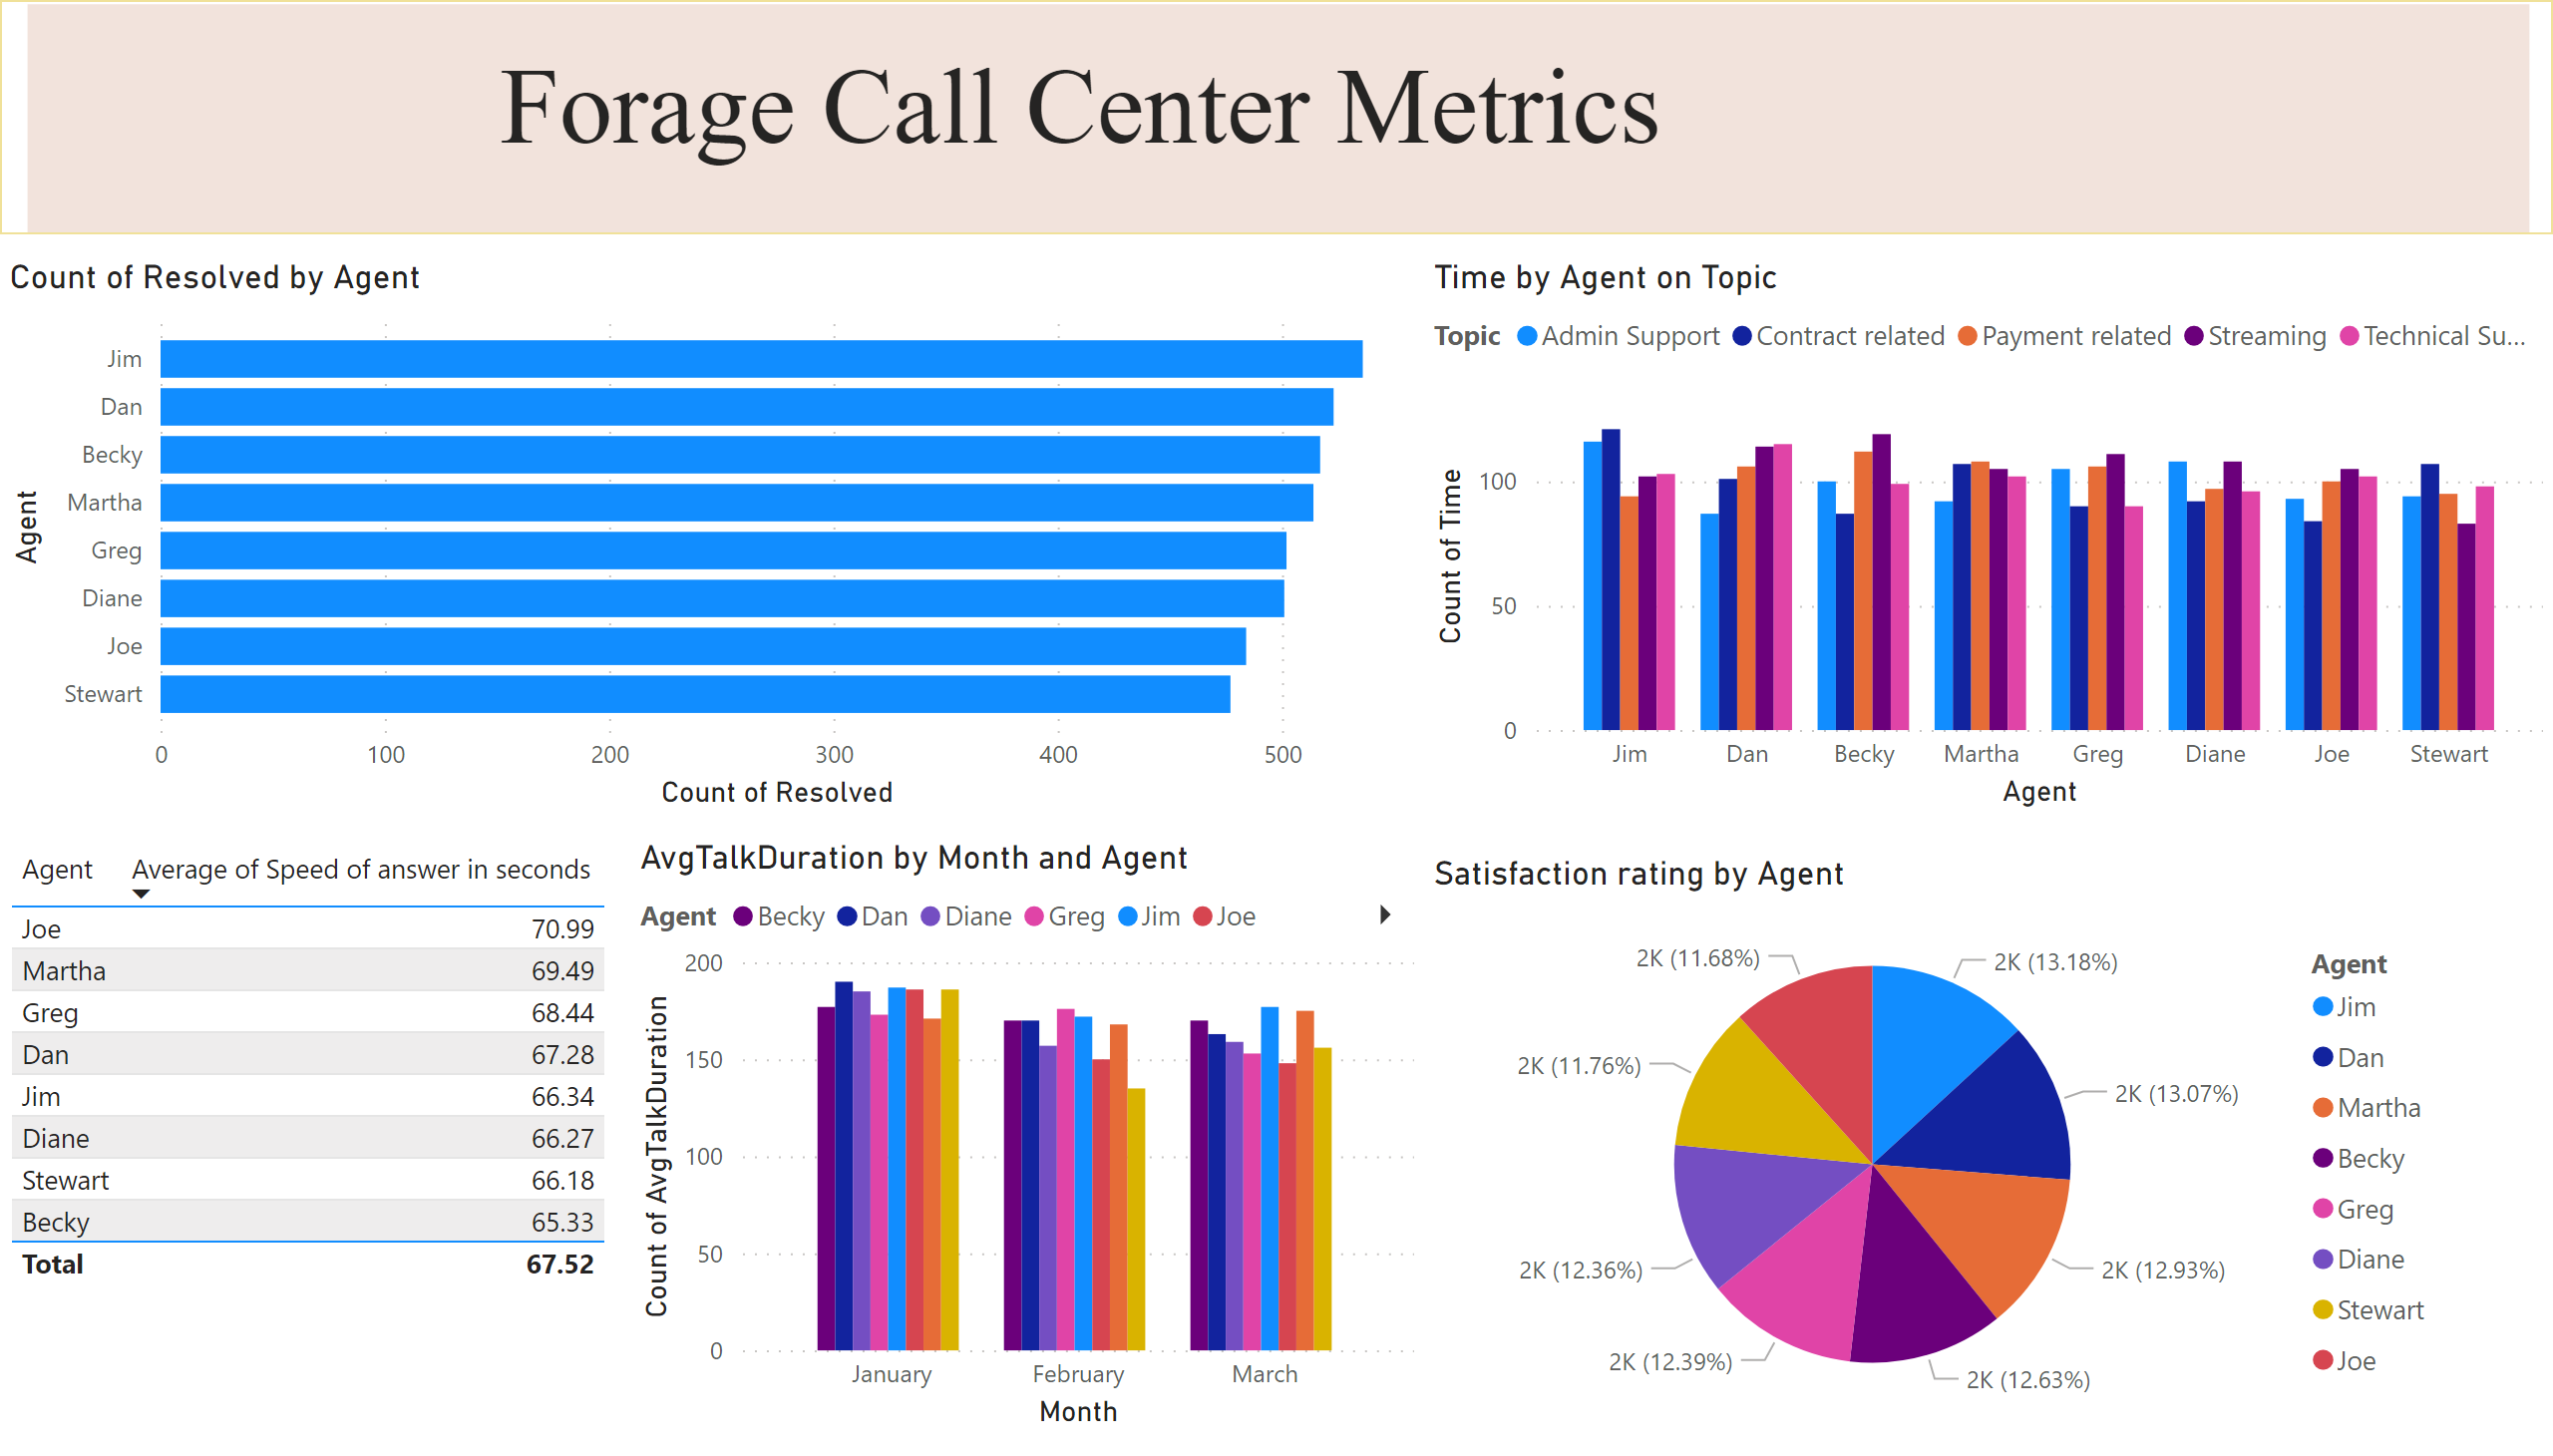 Forage Call Center Metrics
Count of Resolved by Agent
Agent
Jim
Dan
Becky
Martha
Greg
Diane
Joe
Stewart
0 100 200 300 400 500
Count of Resolved
Time by Agent on Topic
Topic Admin Support Contract related Payment related Streaming Technical Su...
Count of Time
100
50
0
Jim Dan Becky Martha Greg Diane Joe Stewart
Agent
Agent Average of Speed of answer in seconds
Joe 70.99
Martha 69.49
Greg 68.44
Dan 67.28
Jim 66.34
Diane 66.27
Stewart 66.18
Becky 65.33
Total 67.52
AvgTalkDuration by Month and Agent
Agent Becky Dan Diane Greg Jim Joe
Count of AvgTalkDuration
200
150
100
50
0
January February March
Month
Satisfaction rating by Agent
2K (13.18%)
2K (13.07%)
2K (12.93%)
2K (12.63%)
2K (12.39%)
2K (12.36%)
2K (11.76%)
2K (11.68%)
Agent
Jim
Dan
Martha
Becky
Greg
Diane
Stewart
Joe